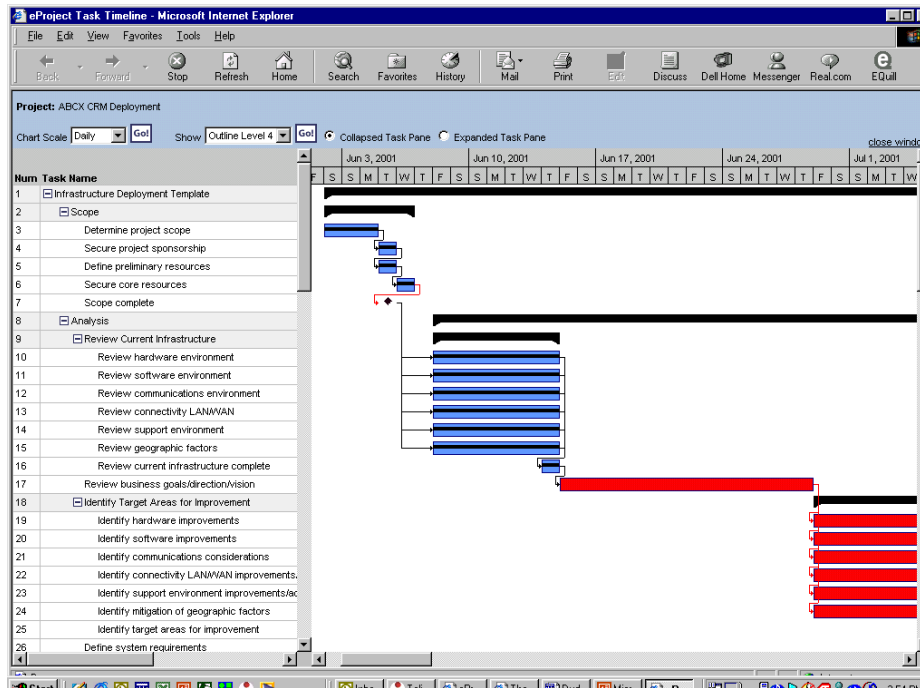 eProject Task Timeline - Microsoft Internet Explorer
File Edit View Favorites Tools Help
Back Forward Stop Refresh Home Search Favorites History Mail Print Edit Discuss Dell Home Messenger Real.com EQuill
Project: ABCX CRM Deployment
Chart Scale Daily Go! Show Outline Level 4 Go! Collapsed Task Pane Expanded Task Pane
close windo
Jun 3, 2001 Jun 10, 2001 Jun 17, 2001 Jun 24, 2001 Jul 1, 2001
Num Task Name F S S M T W T F S S M T W T F S S M T W T F S S M T W T F S S M T W
1 Infrastructure Deployment Template
2 Scope
3 Determine project scope
4 Secure project sponsorship
5 Define preliminary resources
6 Secure core resources
7 Scope complete
8 Analysis
9 Review Current Infrastructure
10 Review hardware environment
11 Review software environment
12 Review communications environment
13 Review connectivity LAN/WAN
14 Review support environment
15 Review geographic factors
16 Review current infrastructure complete
17 Review business goals/direction/vision
18 Identify Target Areas for Improvement
19 Identify hardware improvements
20 Identify software improvements
21 Identify communications considerations
22 Identify connectivity LAN/WAN improvements.
23 Identify support environment improvements/ac
24 Identify mitigation of geographic factors
25 Identify target areas for improvement
26 Define system requirements
Start